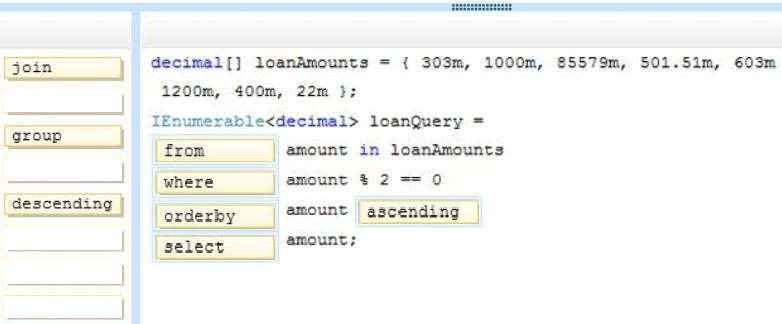 join
group
descending
decimal[] loanAmounts = { 303m, 1000m, 85579m, 501.51m, 603m
1200m, 400m, 22m };
IEnumerable<decimal> loanQuery =
from amount in loanAmounts
where amount % 2 == 0
orderby amount ascending
select amount;